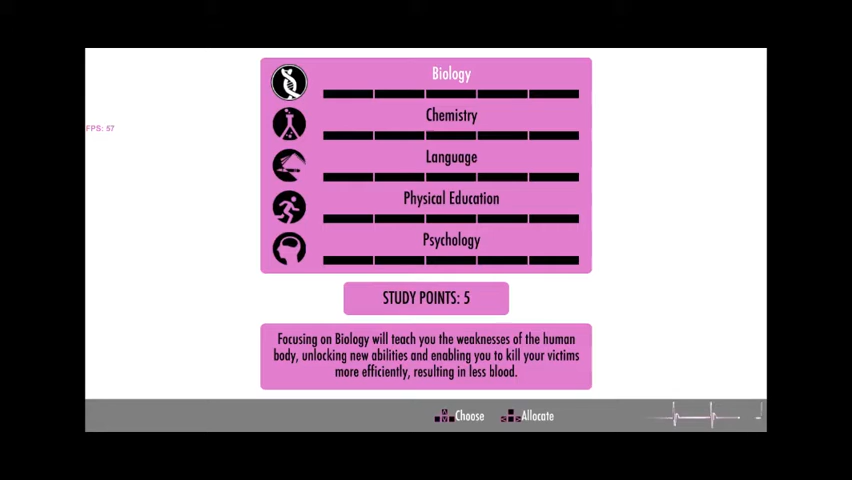 Biology
FPS: 57
Chemistry
Language
Physical Education
Psychology
STUDY POINTS: 5
Focusing on Biology will teach you the weaknesses of the human
body, unlocking new abilities and enabling you to kill your victims
more efficiently, resulting in less blood.
Choose Allocate